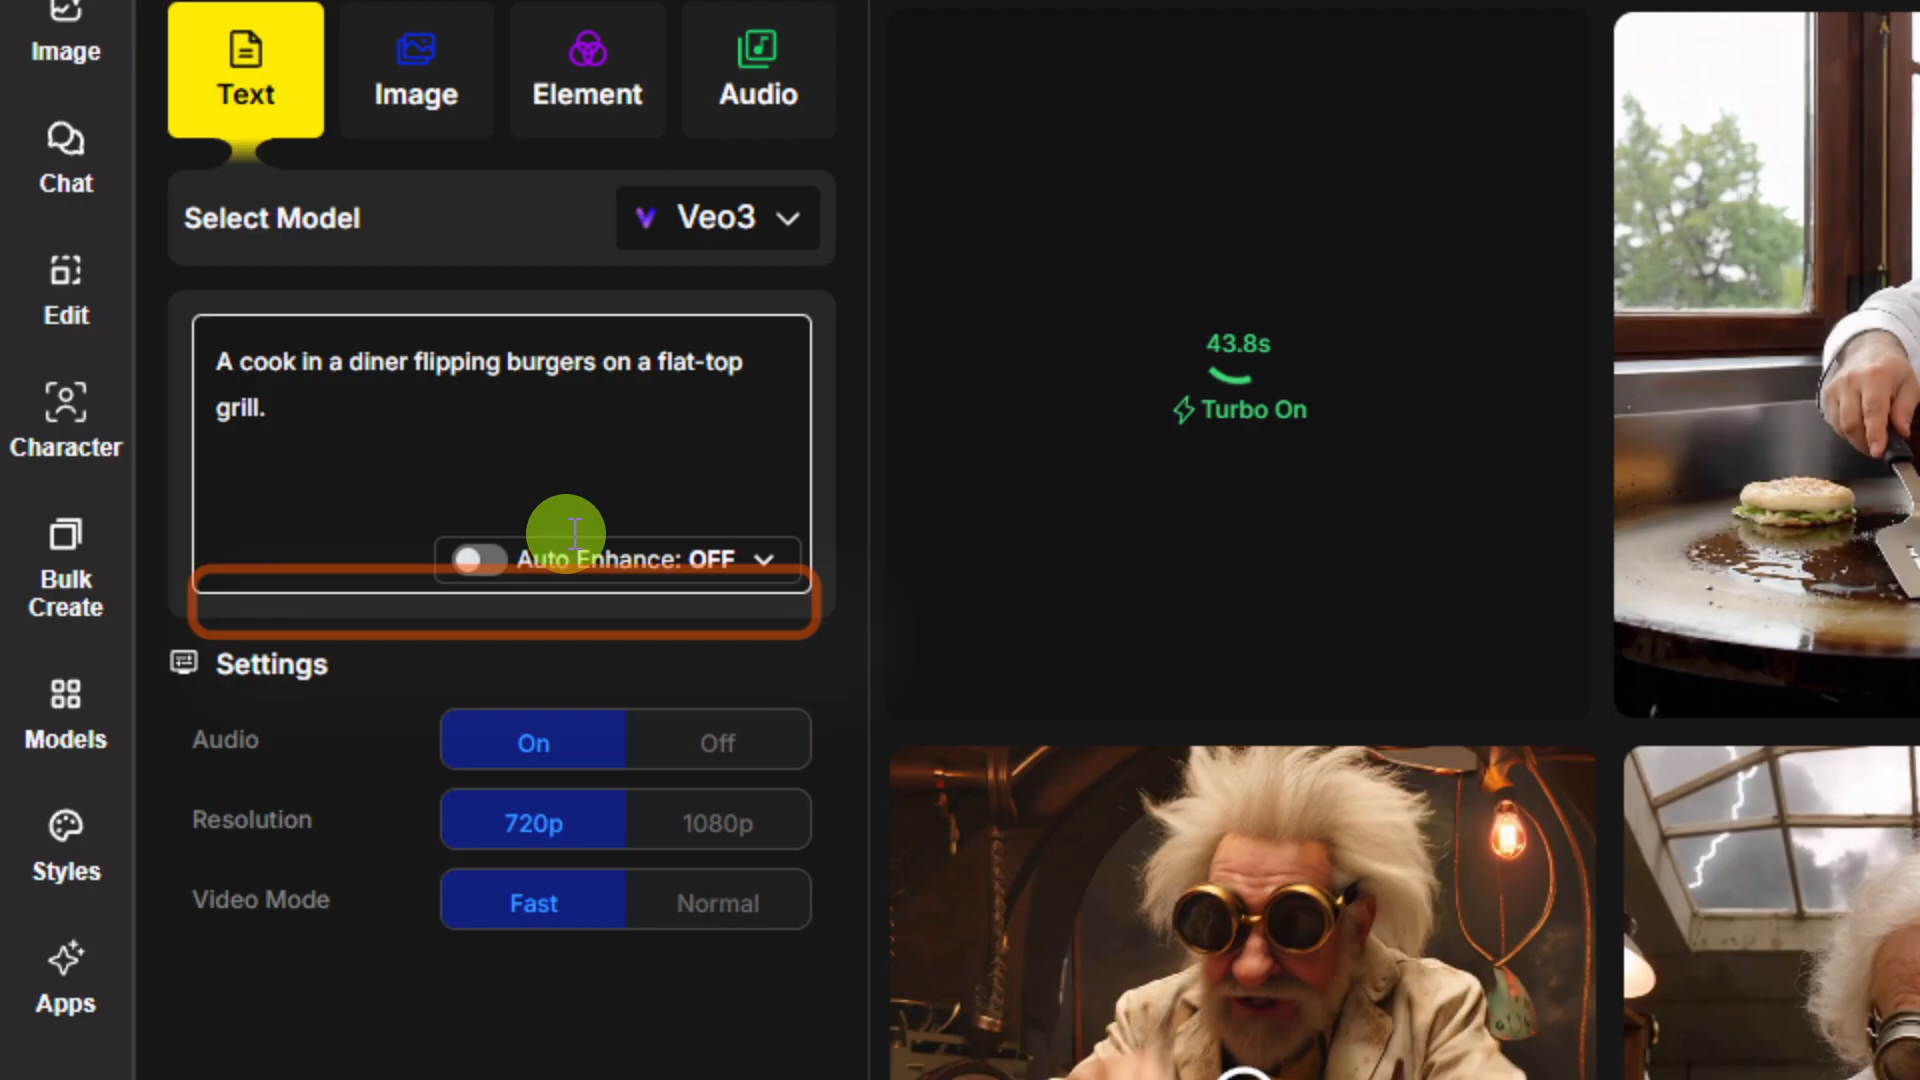 Image
Chat
Edit
Character
Bulk
Create
Models
Styles
Apps
Text
Image
Element
Audio
Select Model
Veo3
A cook in a diner flipping burgers on a flat-top
grill.
Auto Enhance: OFF
Settings
Audio
On
Off
Resolution
720p
1080p
Video Mode
Fast
Normal
43.8s
Turbo On